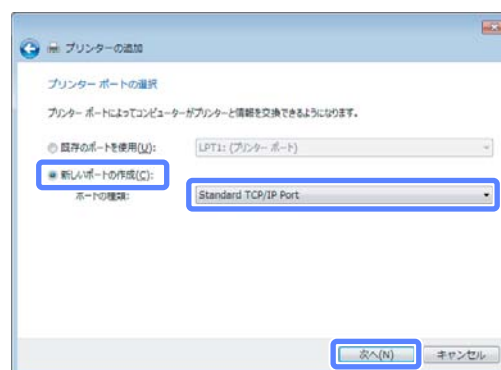 プリンターの追加
プリンター ポートの選択
プリンター ポートによってコンピューターがプリンターと情報を交換できるようになります。
既存のポートを使用(U):
LPT1: (プリンター ポート)
新しいポートの作成(C):
ポートの種類:
Standard TCP/IP Port
次へ(N)
キャンセル